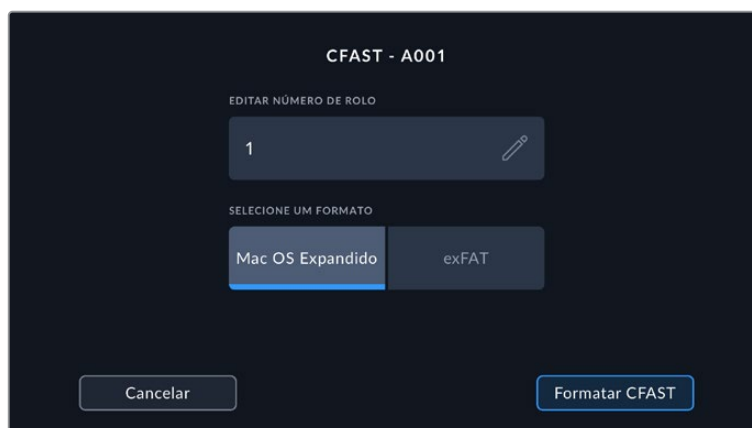 CFAST - A001
EDITAR NÚMERO DE ROLO
1
SELECIONE UM FORMATO
Mac OS Expandido exFAT
Cancelar Formatar CFAST